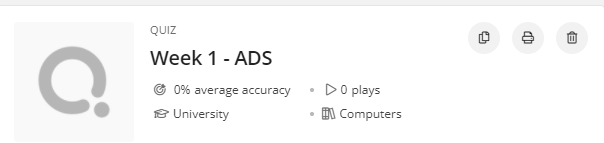 QUIZ
Week 1 - ADS
0% average accuracy • 0 plays
University • Computers